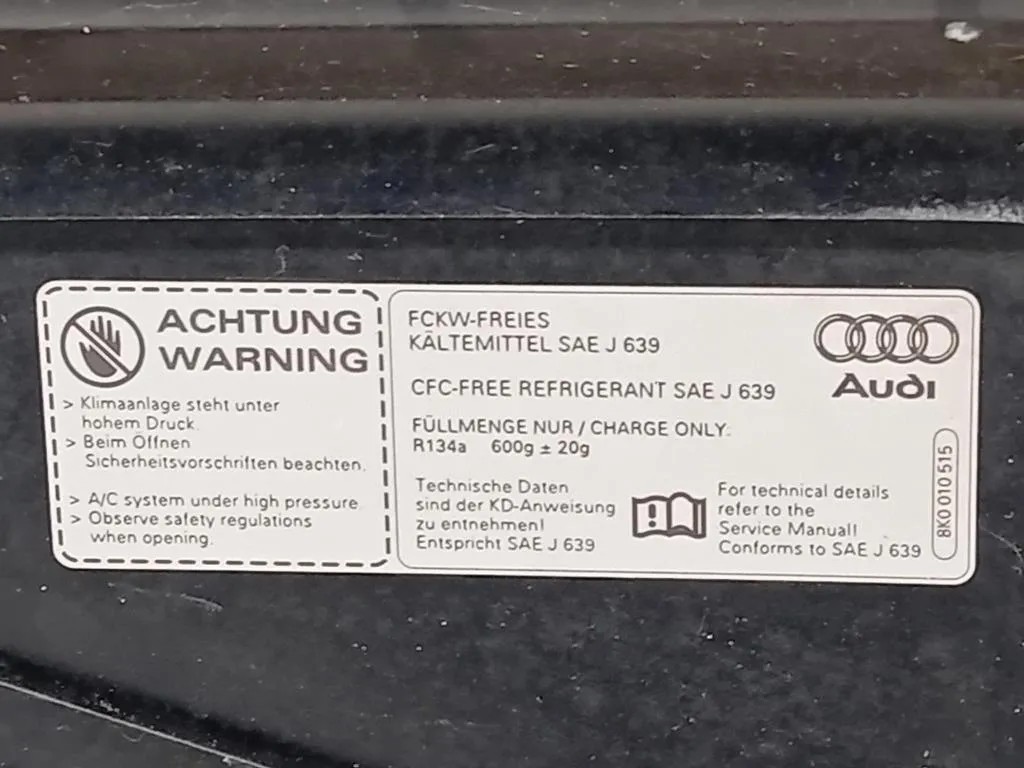 ACHTUNG
WARNING
> Klimaanlage steht unter
hohem Druck.
> Beim Öffnen
Sicherheitsvorschriften beachten.
> A/C system under high pressure.
> Observe safety regulations
when opening.
FCKW-FREIES
KÄLTEMITTEL SAE J 639
CFC-FREE REFRIGERANT SAE J 639
FÜLLMENGE NUR / CHARGE ONLY:
R134a 600g ± 20g
Technische Daten
sind der KD-Anweisung
zu entnehmen!
Entspricht SAE J 639
For technical details
refer to the
Service Manual!
Conforms to SAE J 639
Audi
8K0 010 515